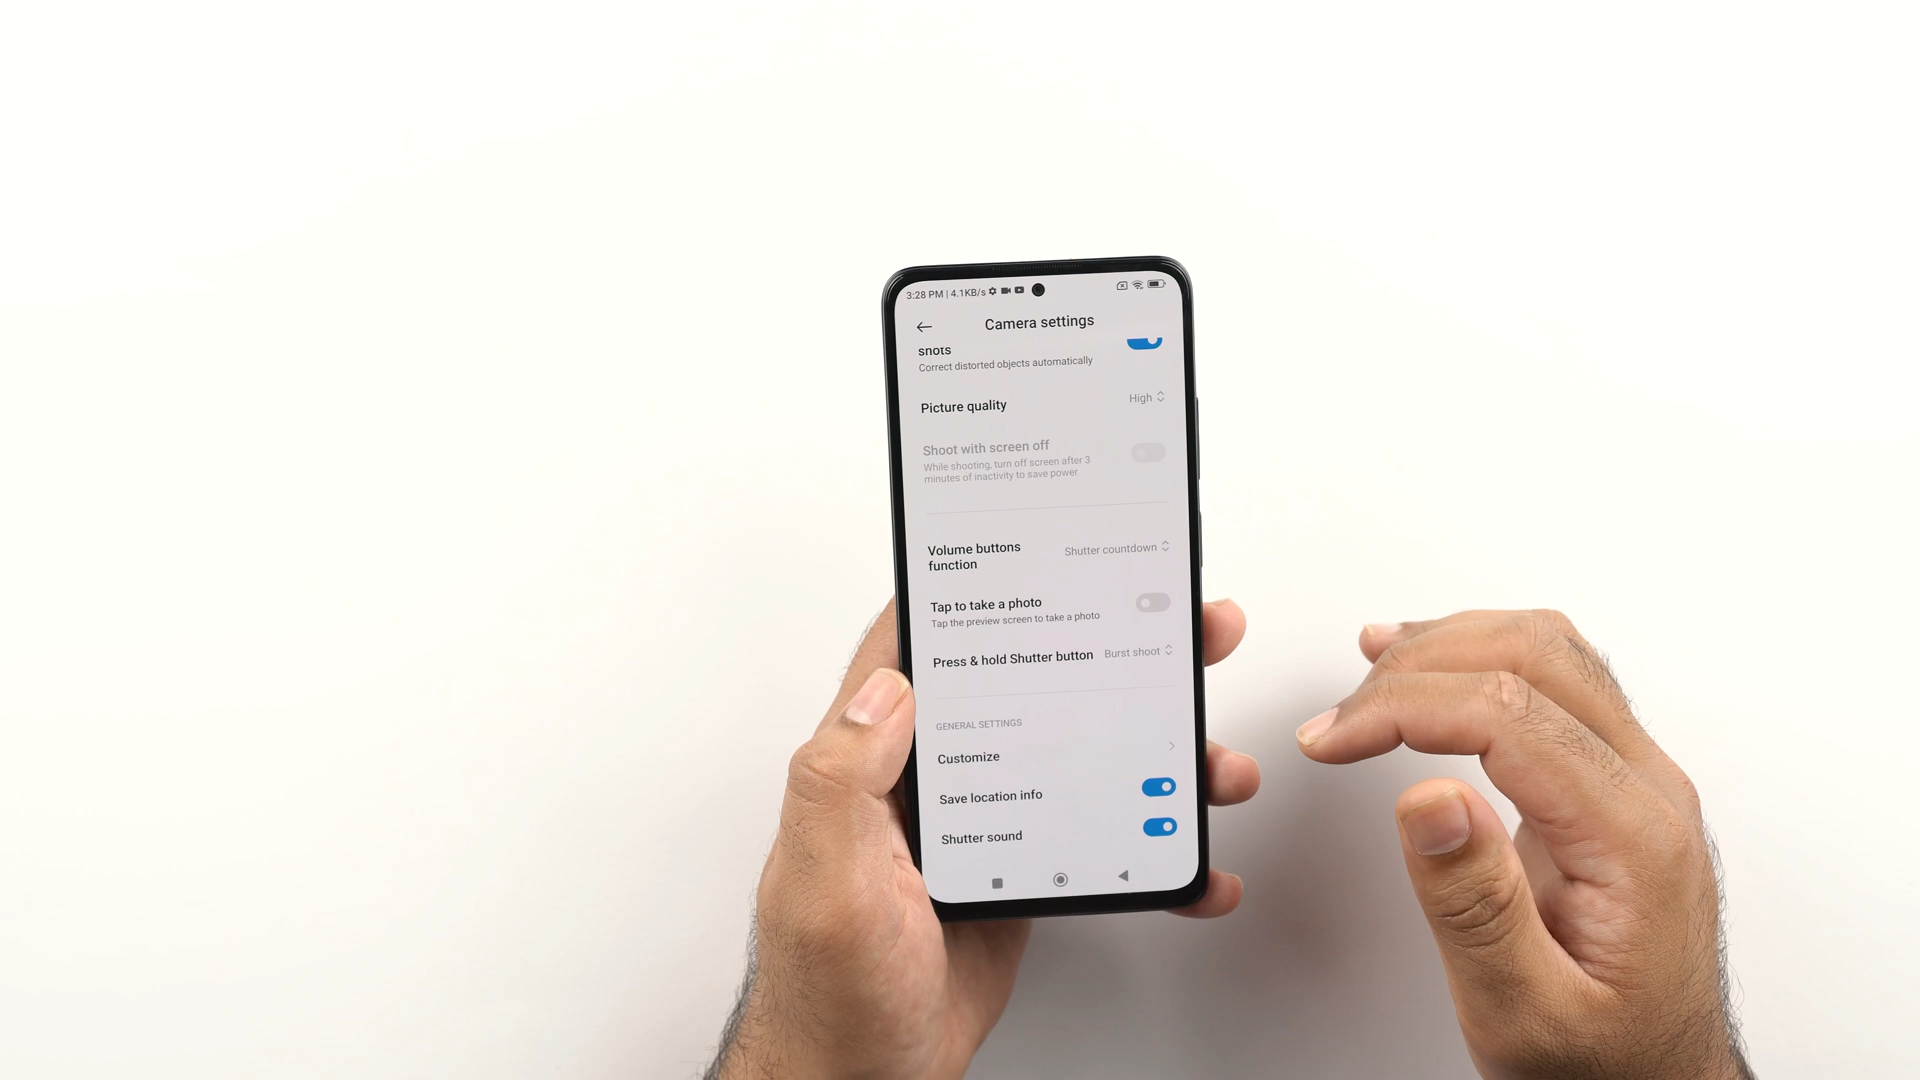 3:28 PM | 4.1KB/s
Camera settings
shots
Correct distorted objects automatically
Picture quality High
Shoot with screen off
While shooting, turn off screen after 3
minutes of inactivity to save power
Volume buttons
function
Shutter countdown
Tap to take a photo
Tap the preview screen to take a photo
Press & hold Shutter button Burst shoot
GENERAL SETTINGS
Customize
Save location info
Shutter sound